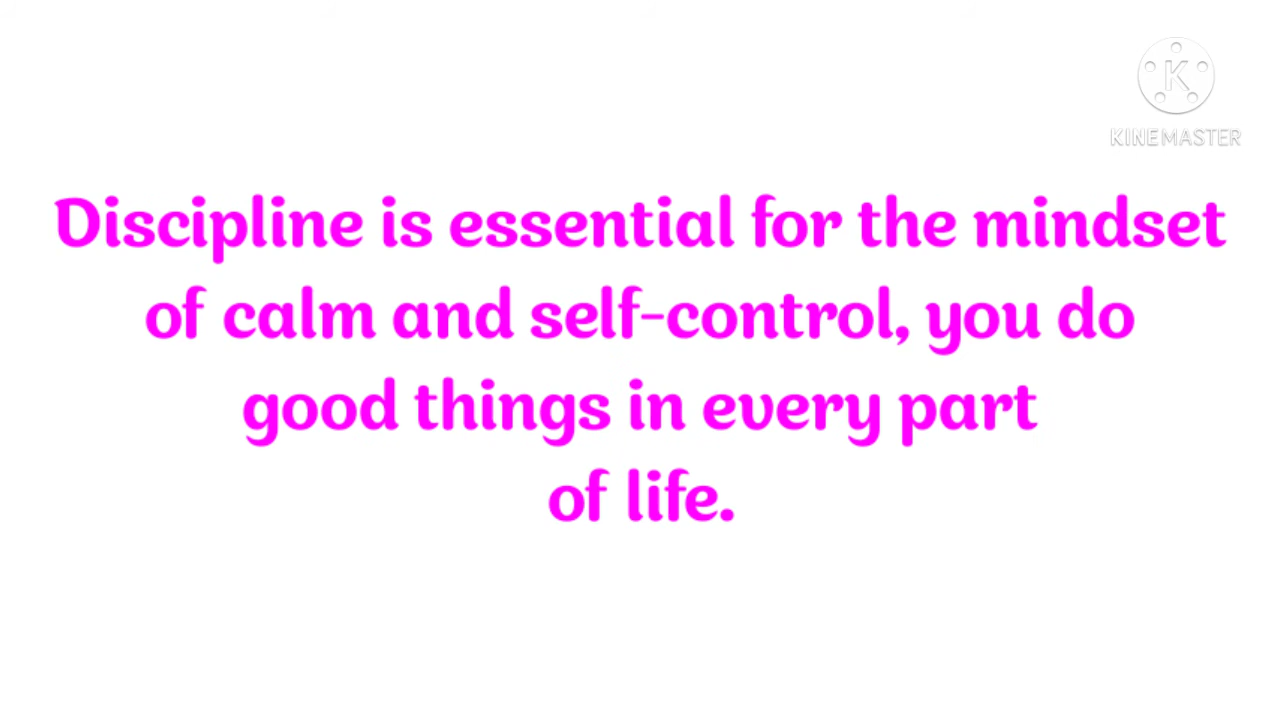 KINEMASTER
Discipline is essential for the mindset
of calm and self-control, you do
good things in every part
of life.